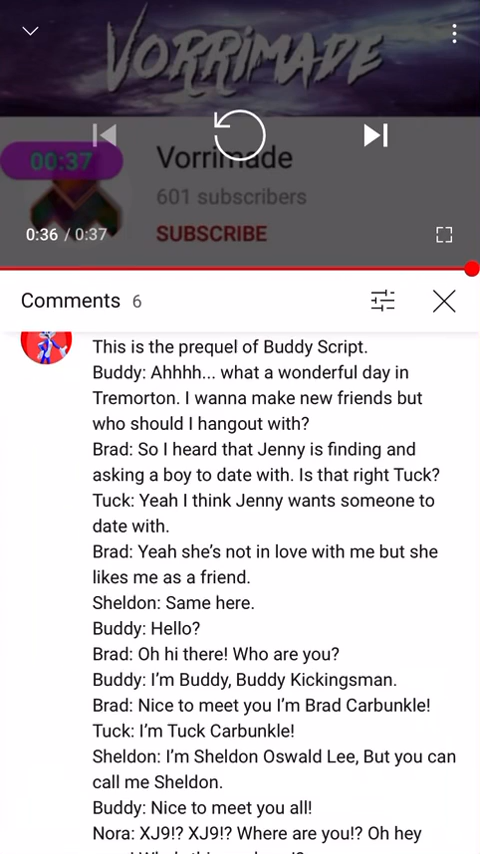 VORRiMADE
00:37
Vorrimade
601 subscribers
0:36 / 0:37
SUBSCRIBE
Comments 6
This is the prequel of Buddy Script.
Buddy: Ahhhh... what a wonderful day in
Tremorton. I wanna make new friends but
who should I hangout with?
Brad: So I heard that Jenny is finding and
asking a boy to date with. Is that right Tuck?
Tuck: Yeah I think Jenny wants someone to
date with.
Brad: Yeah she’s not in love with me but she
likes me as a friend.
Sheldon: Same here.
Buddy: Hello?
Brad: Oh hi there! Who are you?
Buddy: I’m Buddy, Buddy Kickingsman.
Brad: Nice to meet you I’m Brad Carbunkle!
Tuck: I’m Tuck Carbunkle!
Sheldon: I’m Sheldon Oswald Lee, But you can
call me Sheldon.
Buddy: Nice to meet you all!
Nora: XJ9!? XJ9!? Where are you!? Oh hey